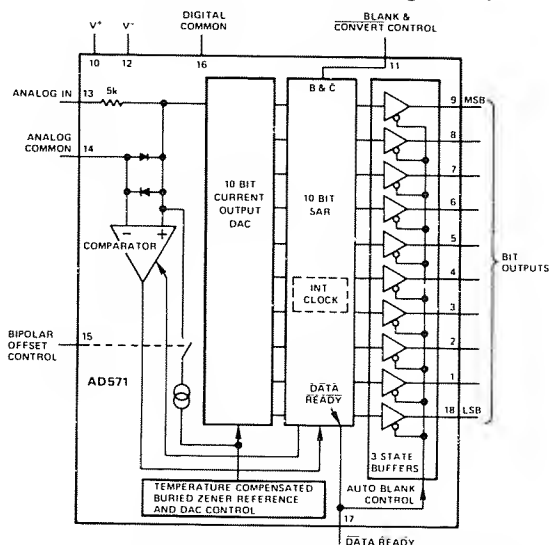 V⁺ V⁻
DIGITAL
COMMON
BLANK &
CONVERT CONTROL
10 12 16 11
ANALOG IN 13 5k
B & C̅
9 MSB
ANALOG
COMMON
14
8
7
6
5
4
3
2
1
18 LSB
10 BIT
CURRENT
OUTPUT
DAC
10 BIT
SAR
− +
COMPARATOR
INT
CLOCK
BIT
OUTPUTS
BIPOLAR
OFFSET
CONTROL
15
AD571
DATA
READY
3 STATE
BUFFERS
TEMPERATURE COMPENSATED
BURIED ZENER REFERENCE
AND DAC CONTROL
AUTO BLANK
CONTROL
17
DATA READY